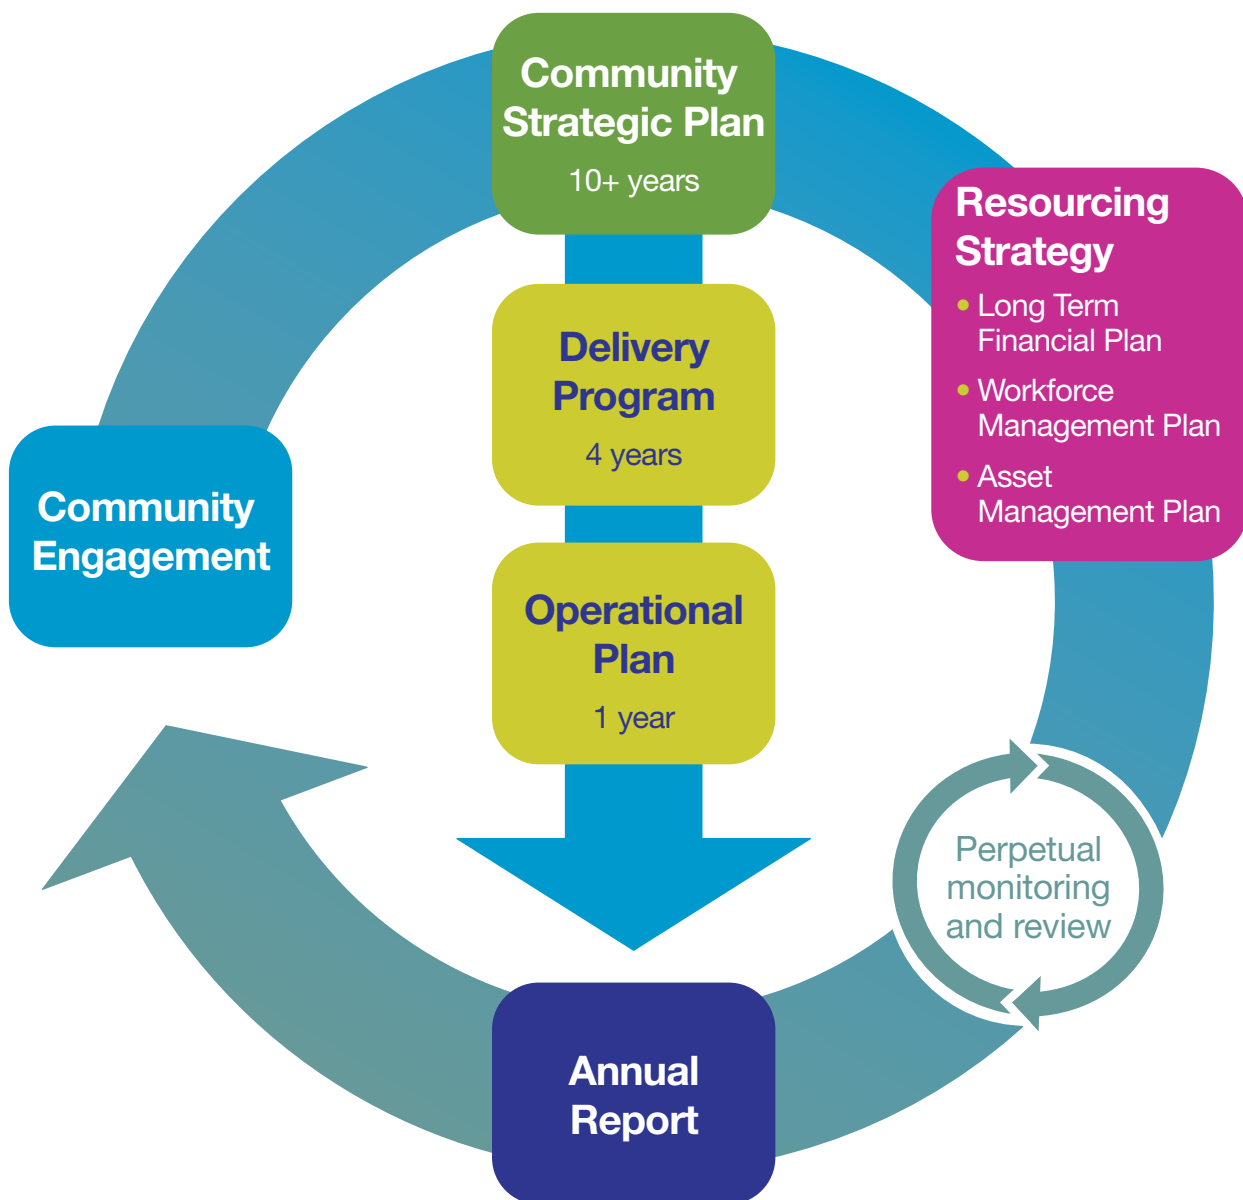 Community
Strategic Plan
10+ years
Resourcing
Strategy
• Long Term
Financial Plan
• Workforce
Management Plan
• Asset
Management Plan
Delivery
Program
4 years
Community
Engagement
Operational
Plan
1 year
Perpetual
monitoring
and review
Annual
Report